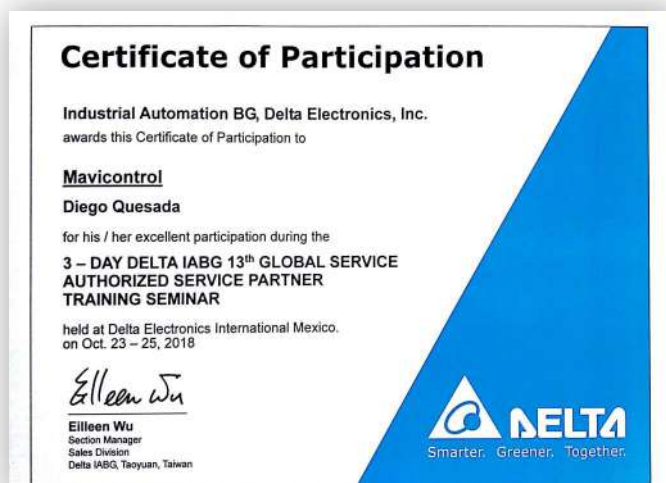 Certificate of Participation
Industrial Automation BG, Delta Electronics, Inc.
awards this Certificate of Participation to
Mavicontrol
Diego Quesada
for his / her excellent participation during the
3 – DAY DELTA IABG 13th GLOBAL SERVICE
AUTHORIZED SERVICE PARTNER
TRAINING SEMINAR
held at Delta Electronics International Mexico.
on Oct. 23 – 25, 2018
Eilleen Wu
Eilleen Wu
Section Manager
Sales Division
Delta IABG, Taoyuan, Taiwan
DELTA
Smarter. Greener. Together.